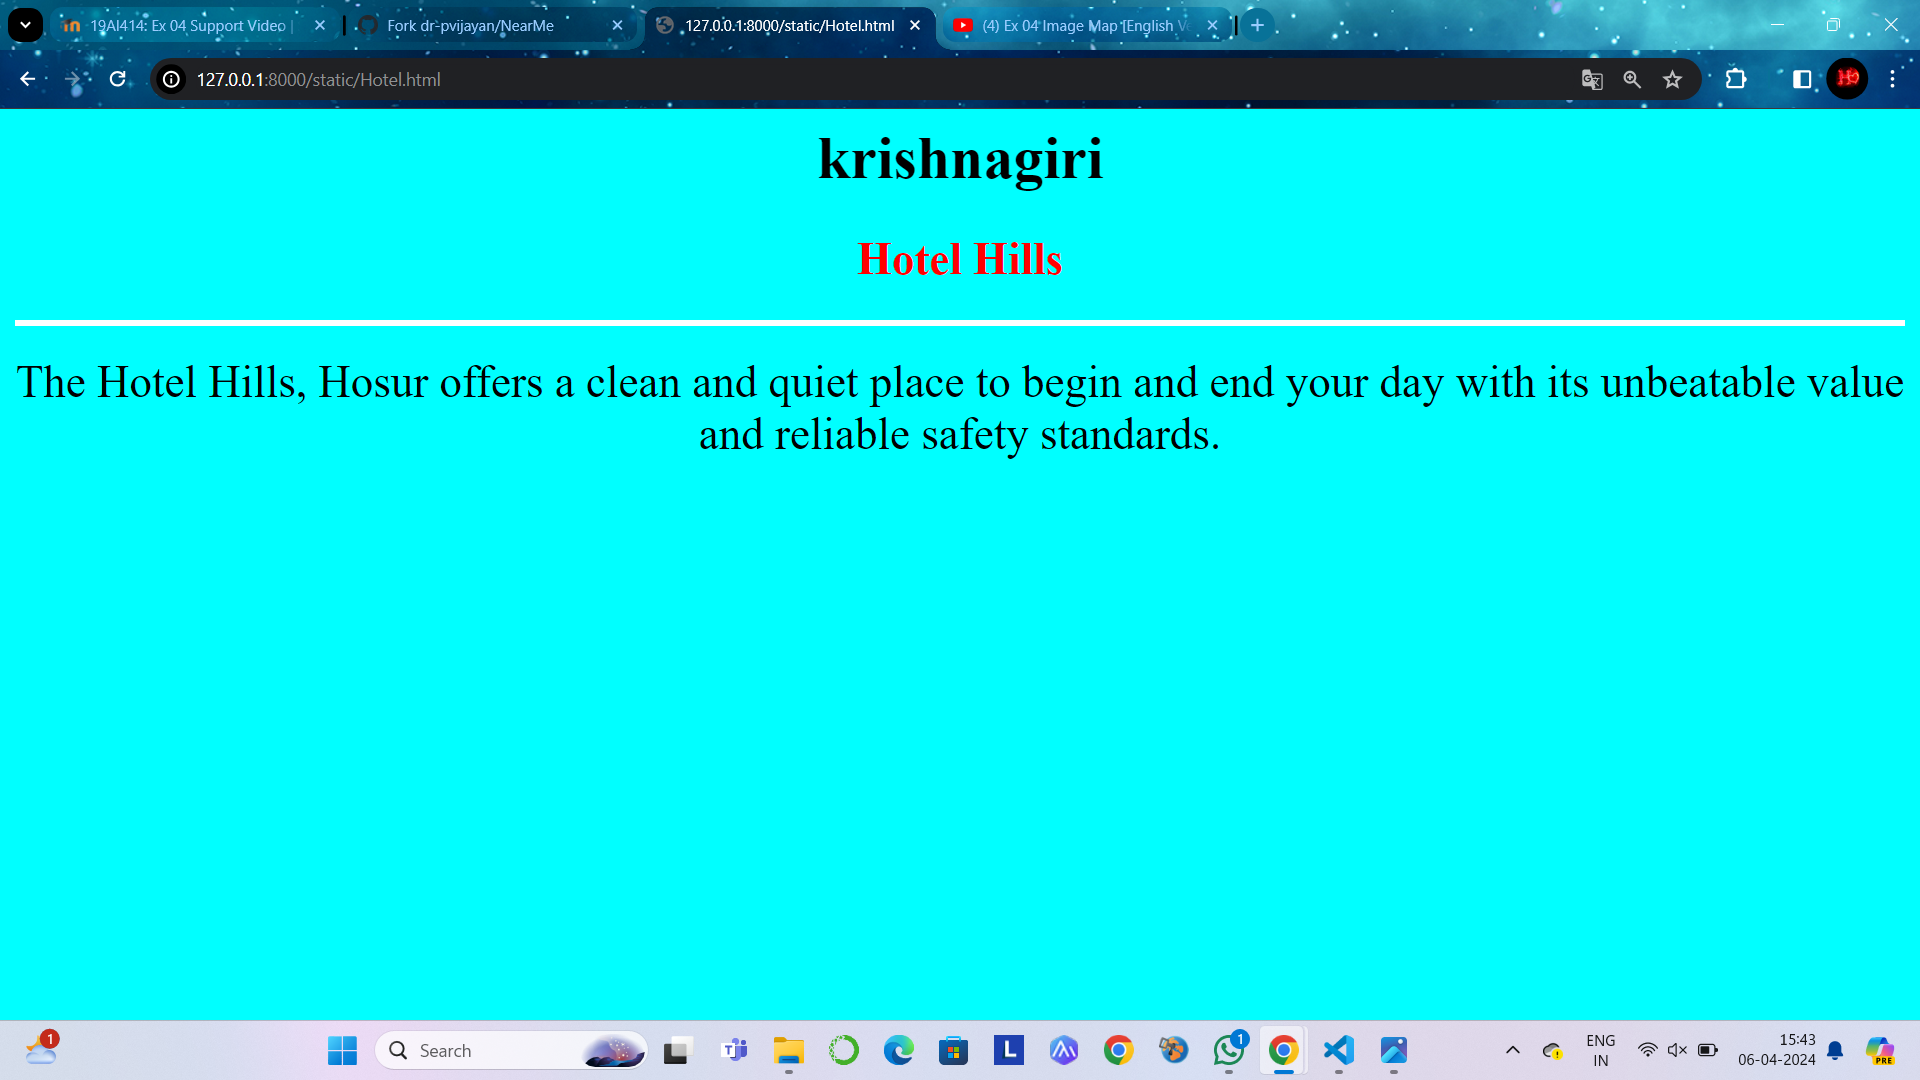 19AI414: Ex 04 Support Video |
Fork dr-pvijayan/NearMe
127.0.0.1:8000/static/Hotel.html
(4) Ex 04 Image Map [English Ve
127.0.0.1:8000/static/Hotel.html
krishnagiri
Hotel Hills
The Hotel Hills, Hosur offers a clean and quiet place to begin and end your day with its unbeatable value
and reliable safety standards.
1
Search
1
ENG
IN
15:43
06-04-2024
PRE